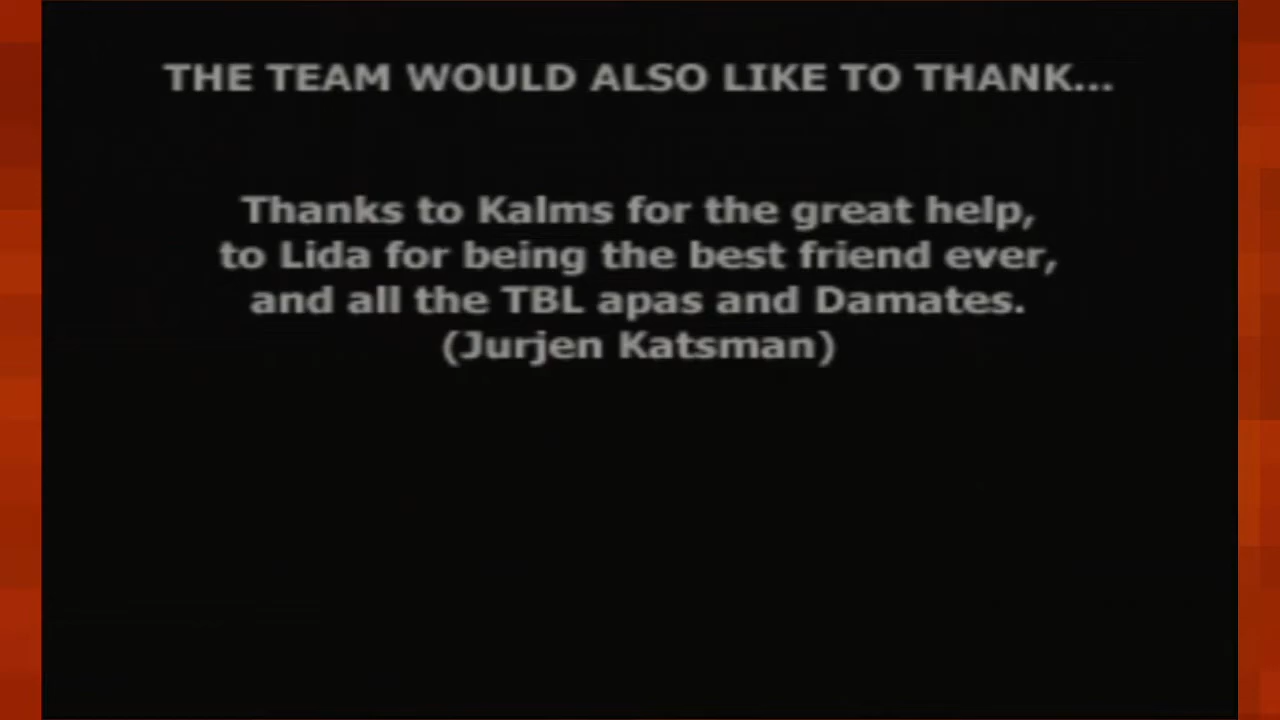 THE TEAM WOULD ALSO LIKE TO THANK...
Thanks to Kalms for the great help,
to Lida for being the best friend ever,
and all the TBL apas and Damates.
(Jurjen Katsman)